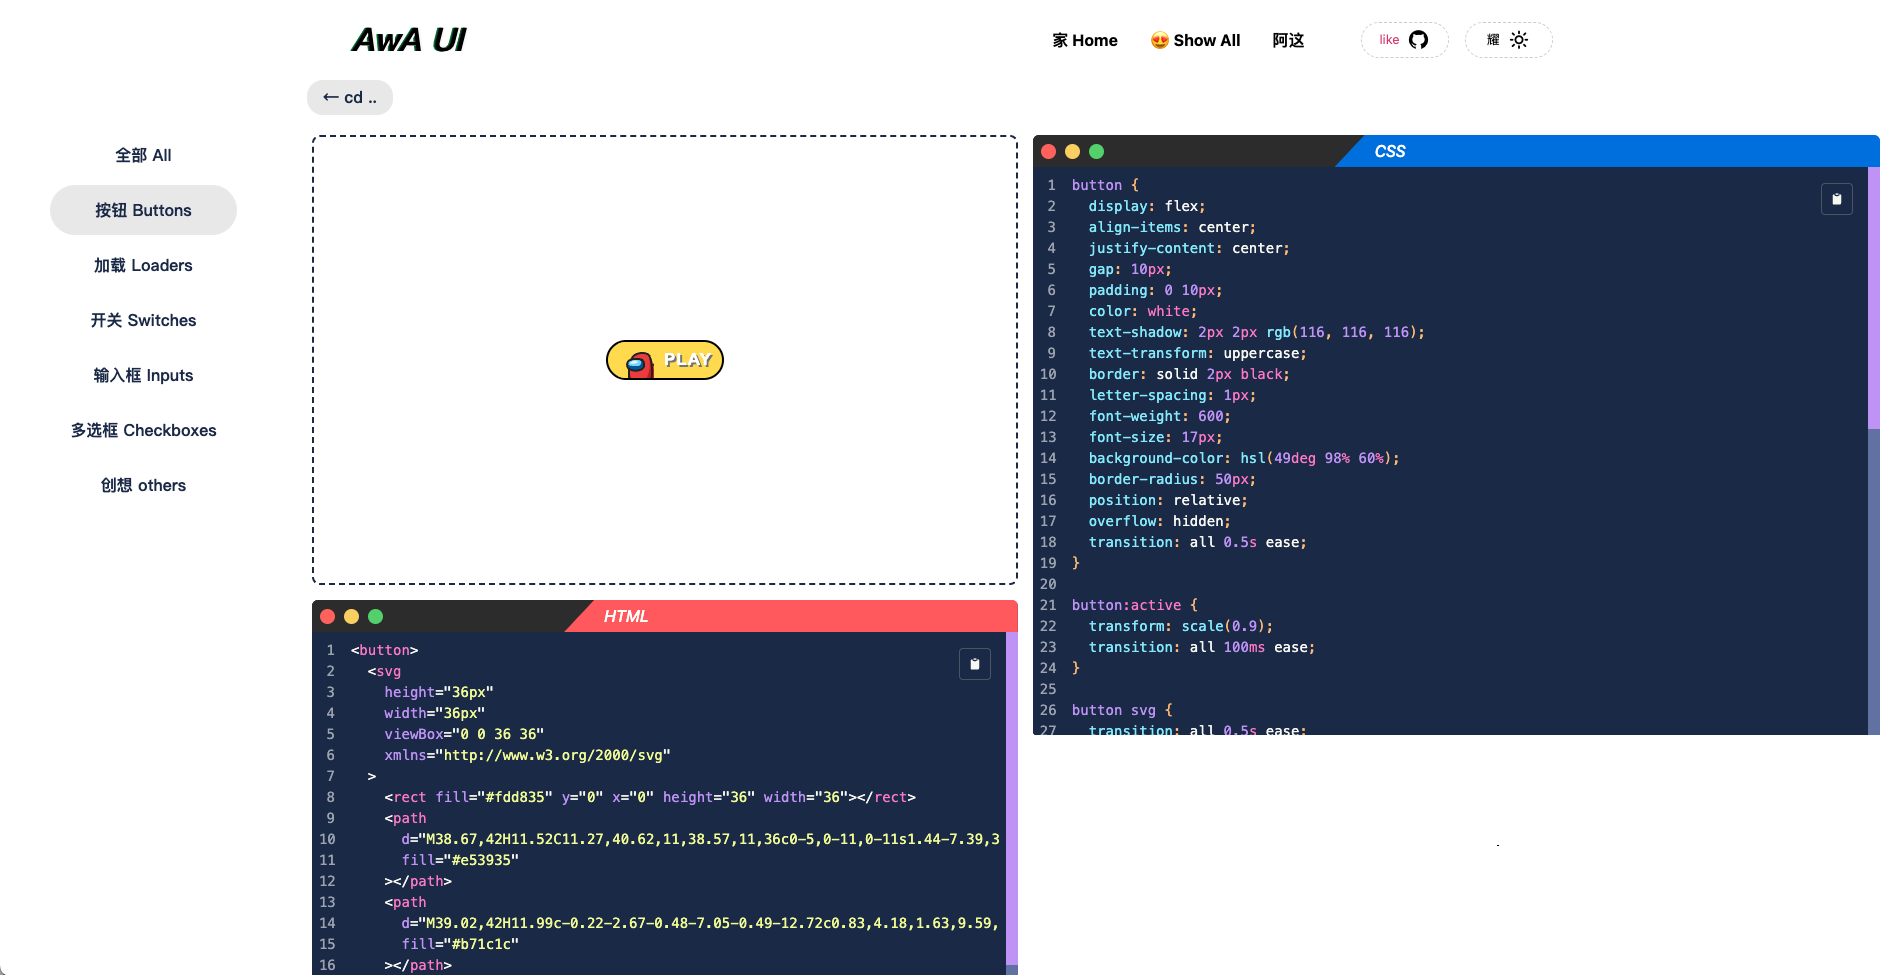 AwA UI
家 Home
😍 Show All
阿这
like
耀
← cd ..
全部 All
按钮 Buttons
加载 Loaders
开关 Switches
输入框 Inputs
多选框 Checkboxes
创想 others
PLAY
HTML
1 <button>
2   <svg
3     height="36px"
4     width="36px"
5     viewBox="0 0 36 36"
6     xmlns="http://www.w3.org/2000/svg"
7   >
8     <rect fill="#fdd835" y="0" x="0" height="36" width="36"></rect>
9     <path
10       d="M38.67,42H11.52C11.27,40.62,11,38.57,11,36c0-5,0-11,0-11s1.44-7.39,3
11       fill="#e53935"
12     ></path>
13     <path
14       d="M39.02,42H11.99c-0.22-2.67-0.48-7.05-0.49-12.72c0.83,4.18,1.63,9.59,
15       fill="#b71c1c"
16     ></path>
CSS
1 button {
2   display: flex;
3   align-items: center;
4   justify-content: center;
5   gap: 10px;
6   padding: 0 10px;
7   color: white;
8   text-shadow: 2px 2px rgb(116, 116, 116);
9   text-transform: uppercase;
10   border: solid 2px black;
11   letter-spacing: 1px;
12   font-weight: 600;
13   font-size: 17px;
14   background-color: hsl(49deg 98% 60%);
15   border-radius: 50px;
16   position: relative;
17   overflow: hidden;
18   transition: all 0.5s ease;
19 }
20
21 button:active {
22   transform: scale(0.9);
23   transition: all 100ms ease;
24 }
25
26 button svg {
27   transition: all 0.5s ease;